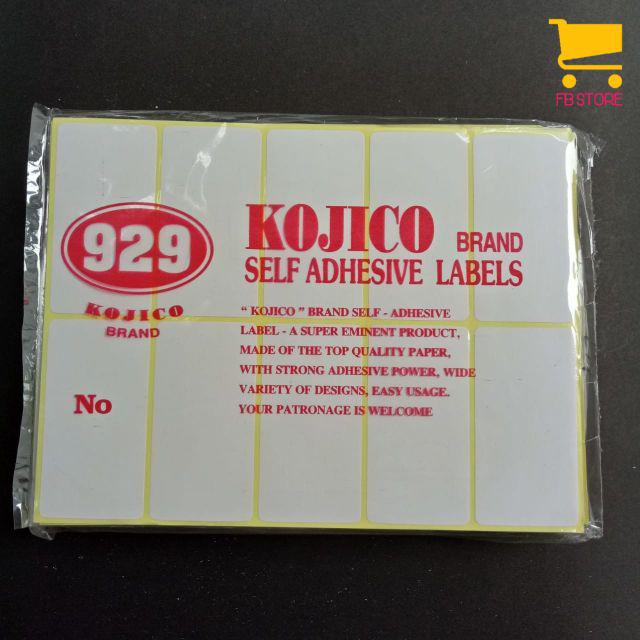 FB STORE
929
KOJICO
BRAND
No
KOJICO BRAND
SELF ADHESIVE LABELS
“ KOJICO ” BRAND SELF - ADHESIVE
LABEL - A SUPER EMINENT PRODUCT,
MADE OF THE TOP QUALITY PAPER,
WITH STRONG ADHESIVE POWER, WIDE
VARIETY OF DESIGNS, EASY USAGE.
YOUR PATRONAGE IS WELCOME